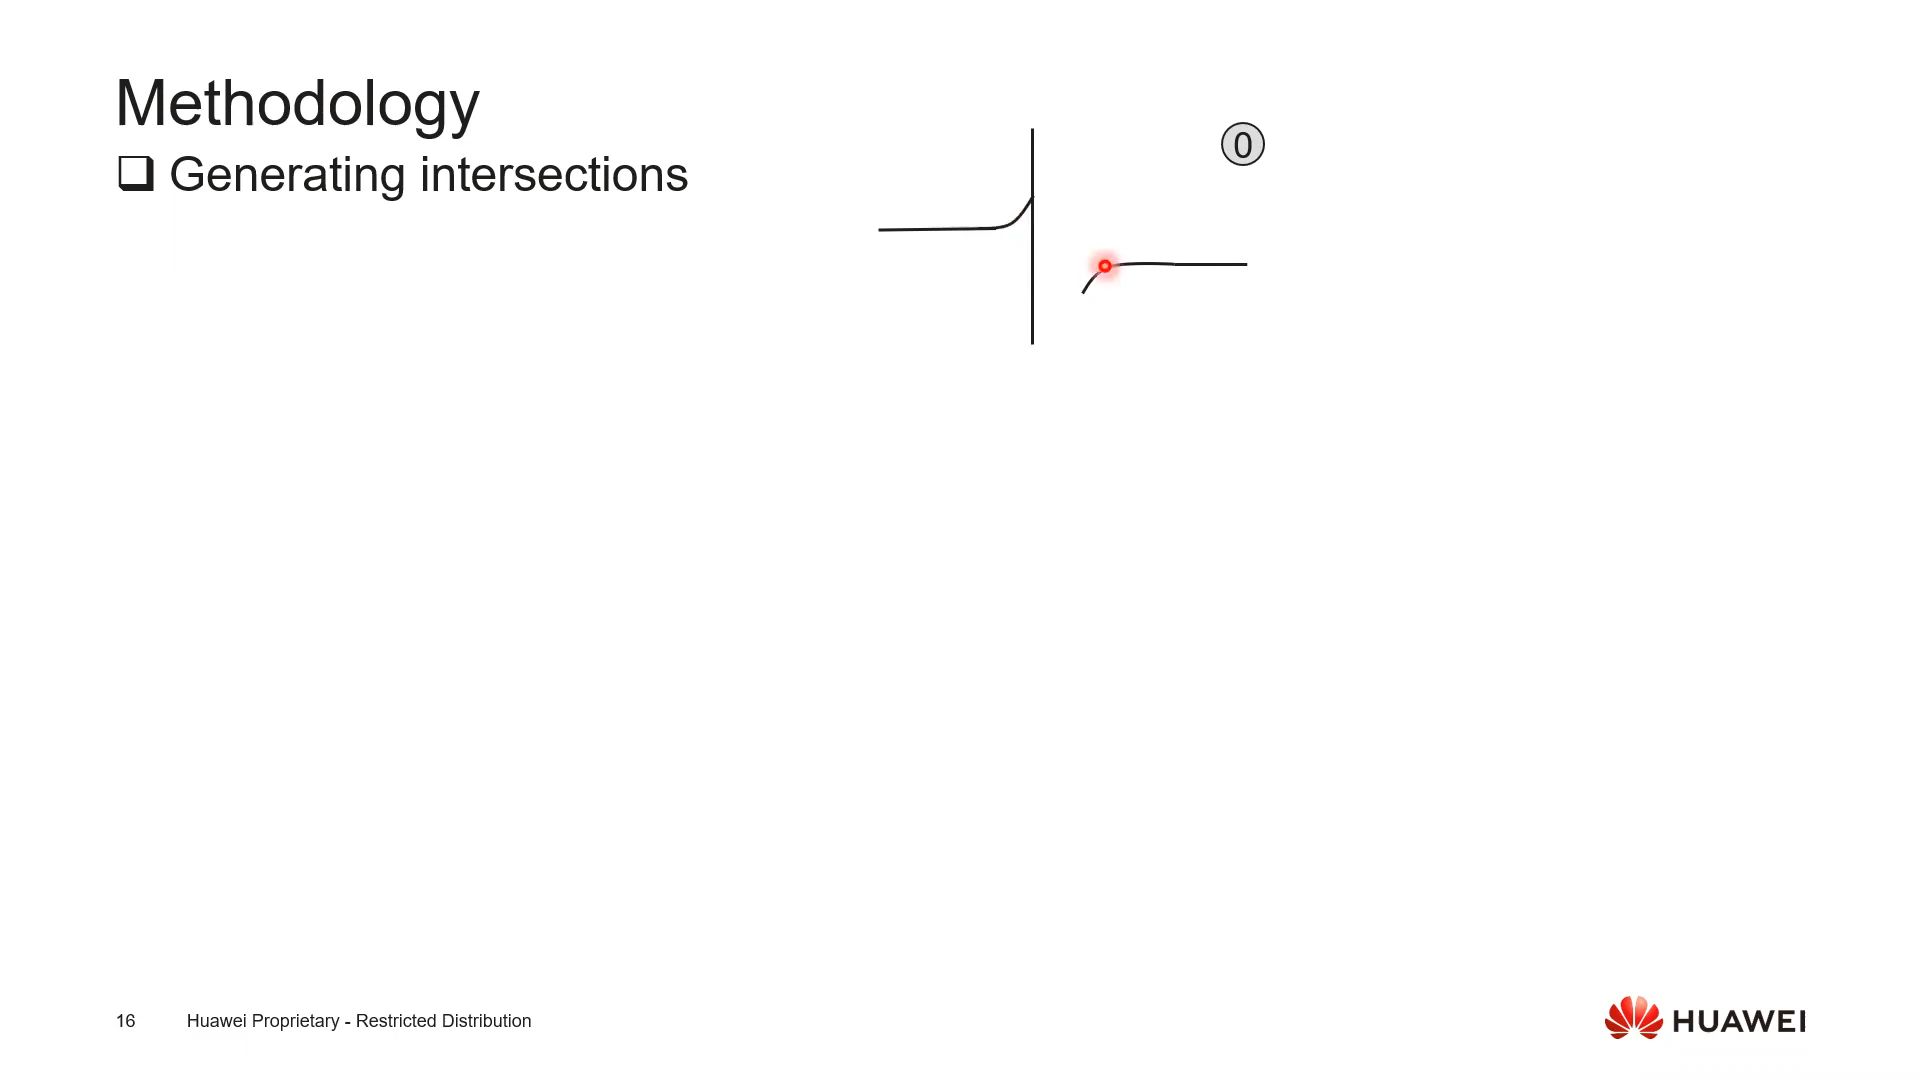 Methodology
Generating intersections
0
16
Huawei Proprietary - Restricted Distribution
HUAWEI